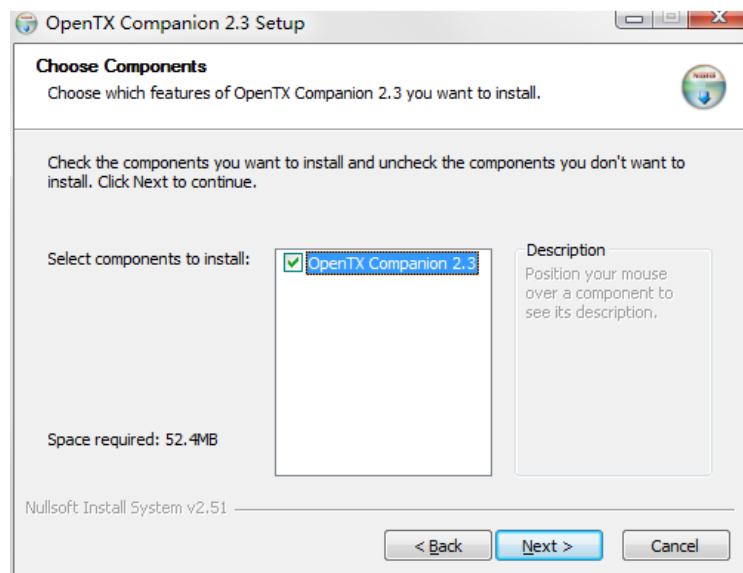 OpenTX Companion 2.3 Setup
Choose Components
Choose which features of OpenTX Companion 2.3 you want to install.
Check the components you want to install and uncheck the components you don't want to
install. Click Next to continue.
Select components to install:
OpenTX Companion 2.3
Description
Position your mouse
over a component to
see its description.
Space required: 52.4MB
Nullsoft Install System v2.51
< Back
Next >
Cancel